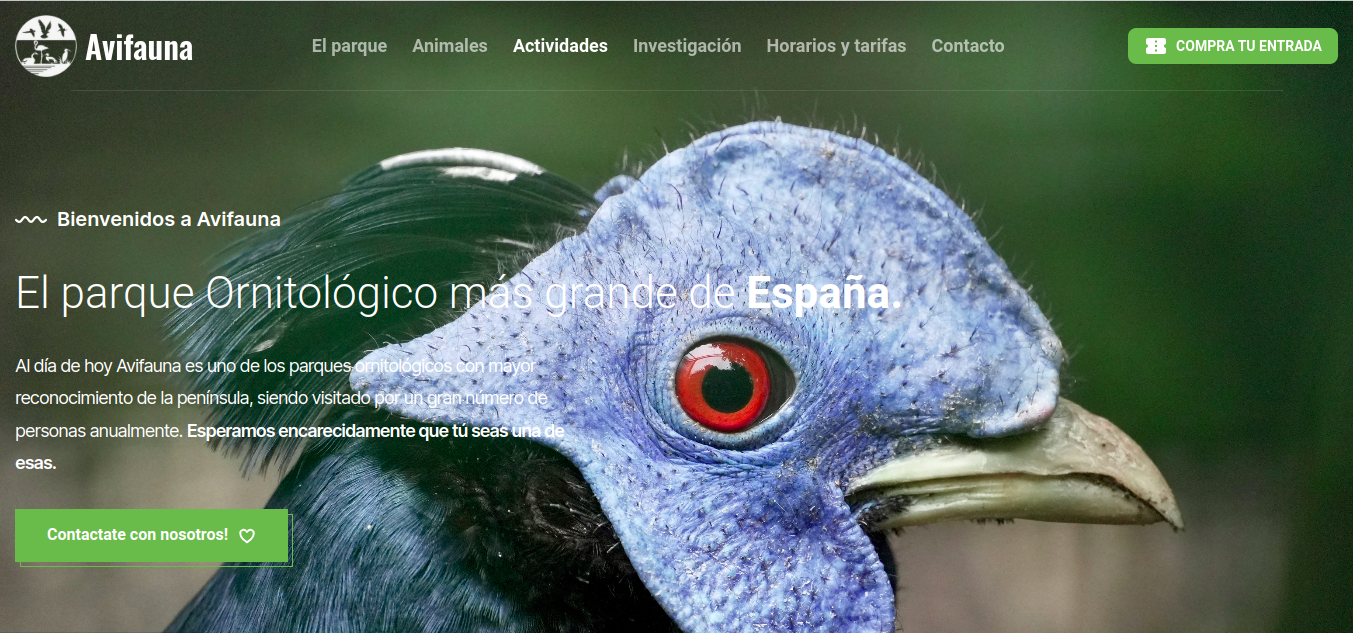 Avifauna
El parque Animales Actividades Investigación Horarios y tarifas Contacto
COMPRA TU ENTRADA
Bienvenidos a Avifauna
El parque Ornitológico más grande de España.
Al día de hoy Avifauna es uno de los parques ornitológicos con mayor
reconocimiento de la península, siendo visitado por un gran número de
personas anualmente. Esperamos encarecidamente que tú seas una de
esas.
Contactate con nosotros!